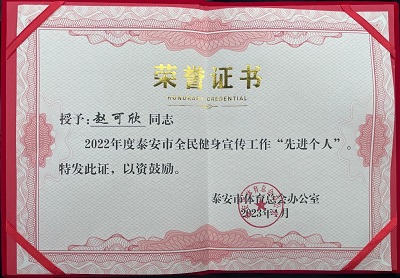 荣誉证书
HONORARY CREDENTIAL
授予:赵可欣 同志
2022年度泰安市全民健身宣传工作“先进个人”。
特发此证，以资鼓励。
泰安市体育总会办公室
2023年1月